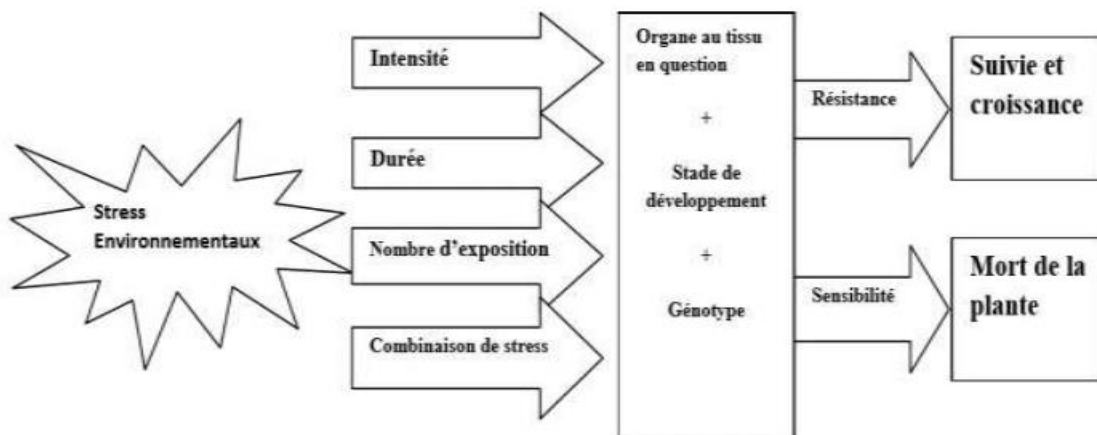 Stress
Environnementaux
Intensité
Durée
Nombre d'exposition
Combinaison de stress
Organe au tissu
en question
+
Stade de
développement
+
Génotype
Résistance
Sensibilité
Suivie et
croissance
Mort de la
plante